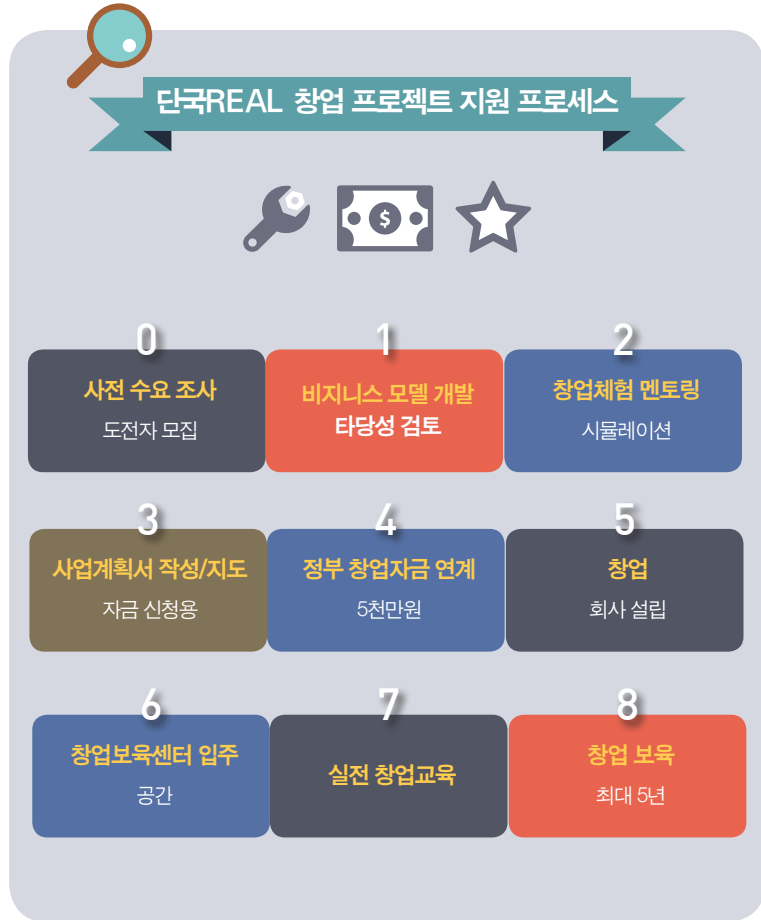 단국REAL 창업 프로젝트 지원 프로세스
$
0
사전 수요 조사
도전자 모집
1
비지니스 모델 개발
타당성 검토
2
창업체험 멘토링
시뮬레이션
3
사업계획서 작성/지도
자금 신청용
4
정부 창업자금 연계
5천만원
5
창업
회사 설립
6
창업보육센터 입주
공간
7
실전 창업교육
8
창업 보육
최대 5년